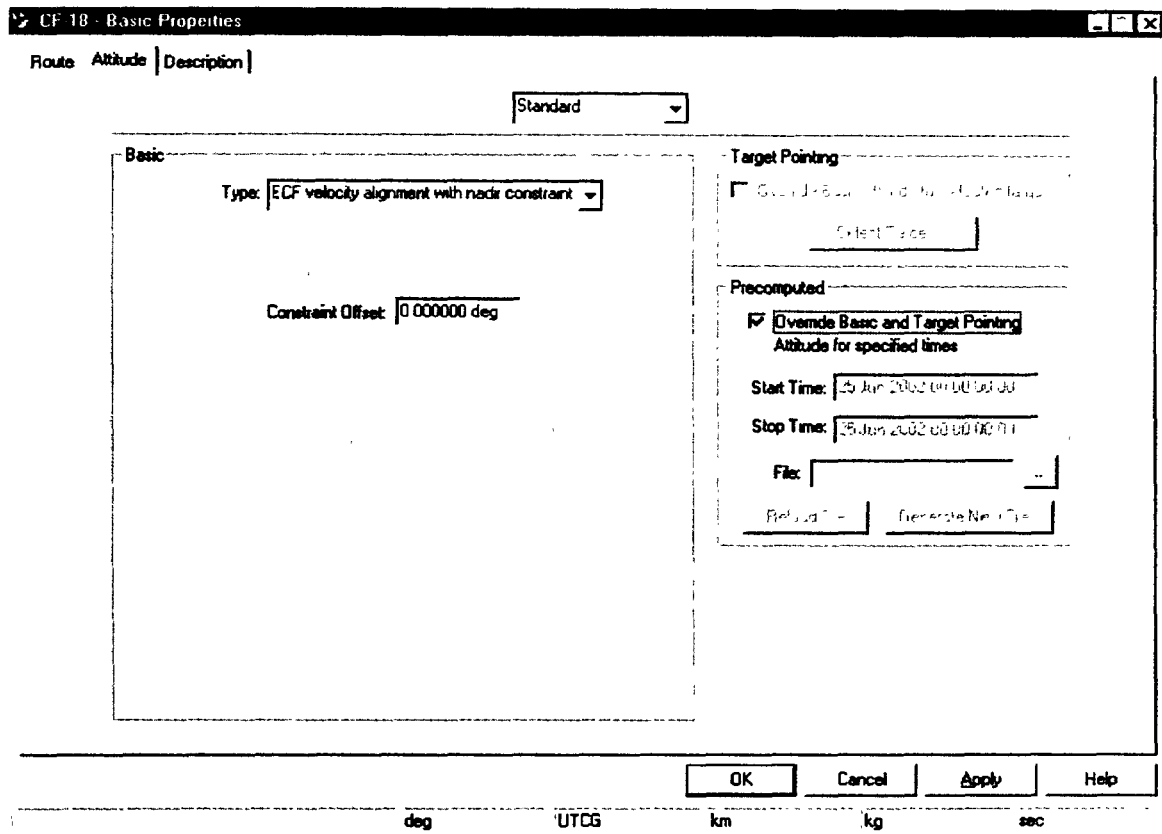 CF-18 - Basic Properties
Route Attitude Description
Standard
Basic
Type: ECF velocity alignment with nadir constraint
Constraint Offset: 0 000000 deg
Target Pointing
Precomputed
Override Basic and Target Pointing
Attitude for specified times
Start Time:
Stop Time:
File:
..
OK Cancel Apply Help
deg UTCG km kg sec